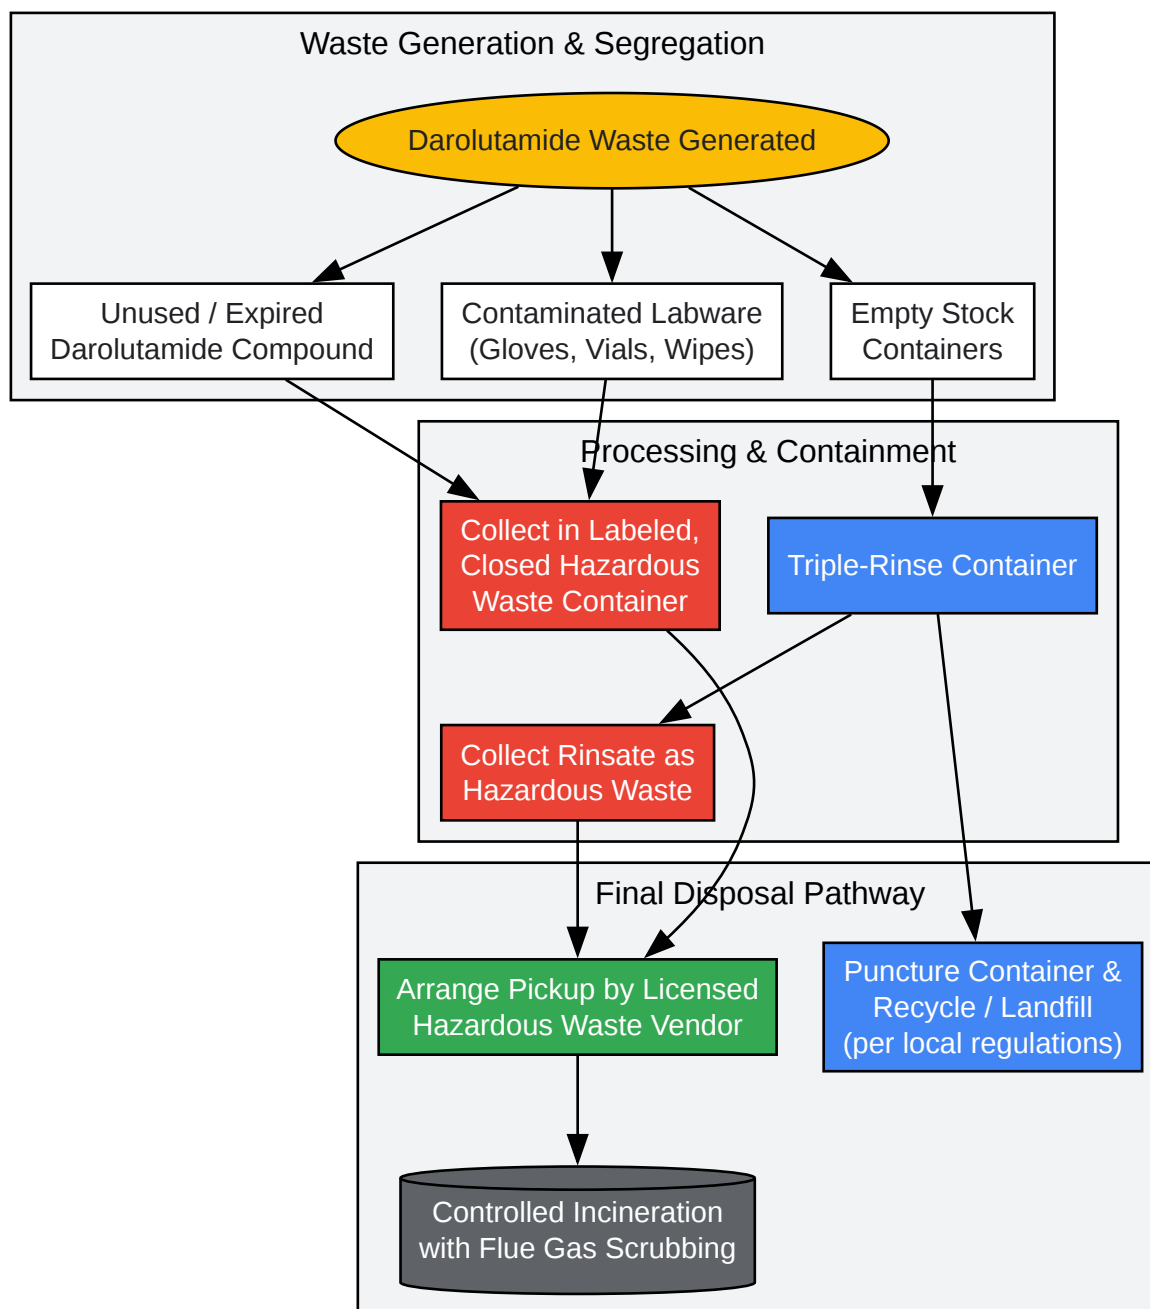 Waste Generation & Segregation
Darolutamide Waste Generated
Unused / Expired
Darolutamide Compound
Contaminated Labware
(Gloves, Vials, Wipes)
Empty Stock
Containers
Processing & Containment
Collect in Labeled,
Closed Hazardous
Waste Container
Triple-Rinse Container
Collect Rinsate as
Hazardous Waste
Final Disposal Pathway
Arrange Pickup by Licensed
Hazardous Waste Vendor
Puncture Container &
Recycle / Landfill
(per local regulations)
Controlled Incineration
with Flue Gas Scrubbing